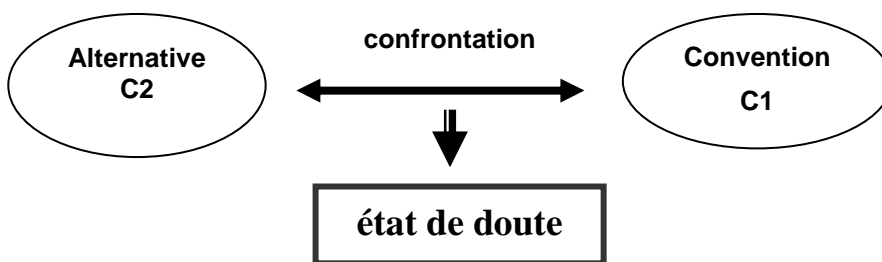 Alternative
C2
confrontation
Convention
C1
état de doute